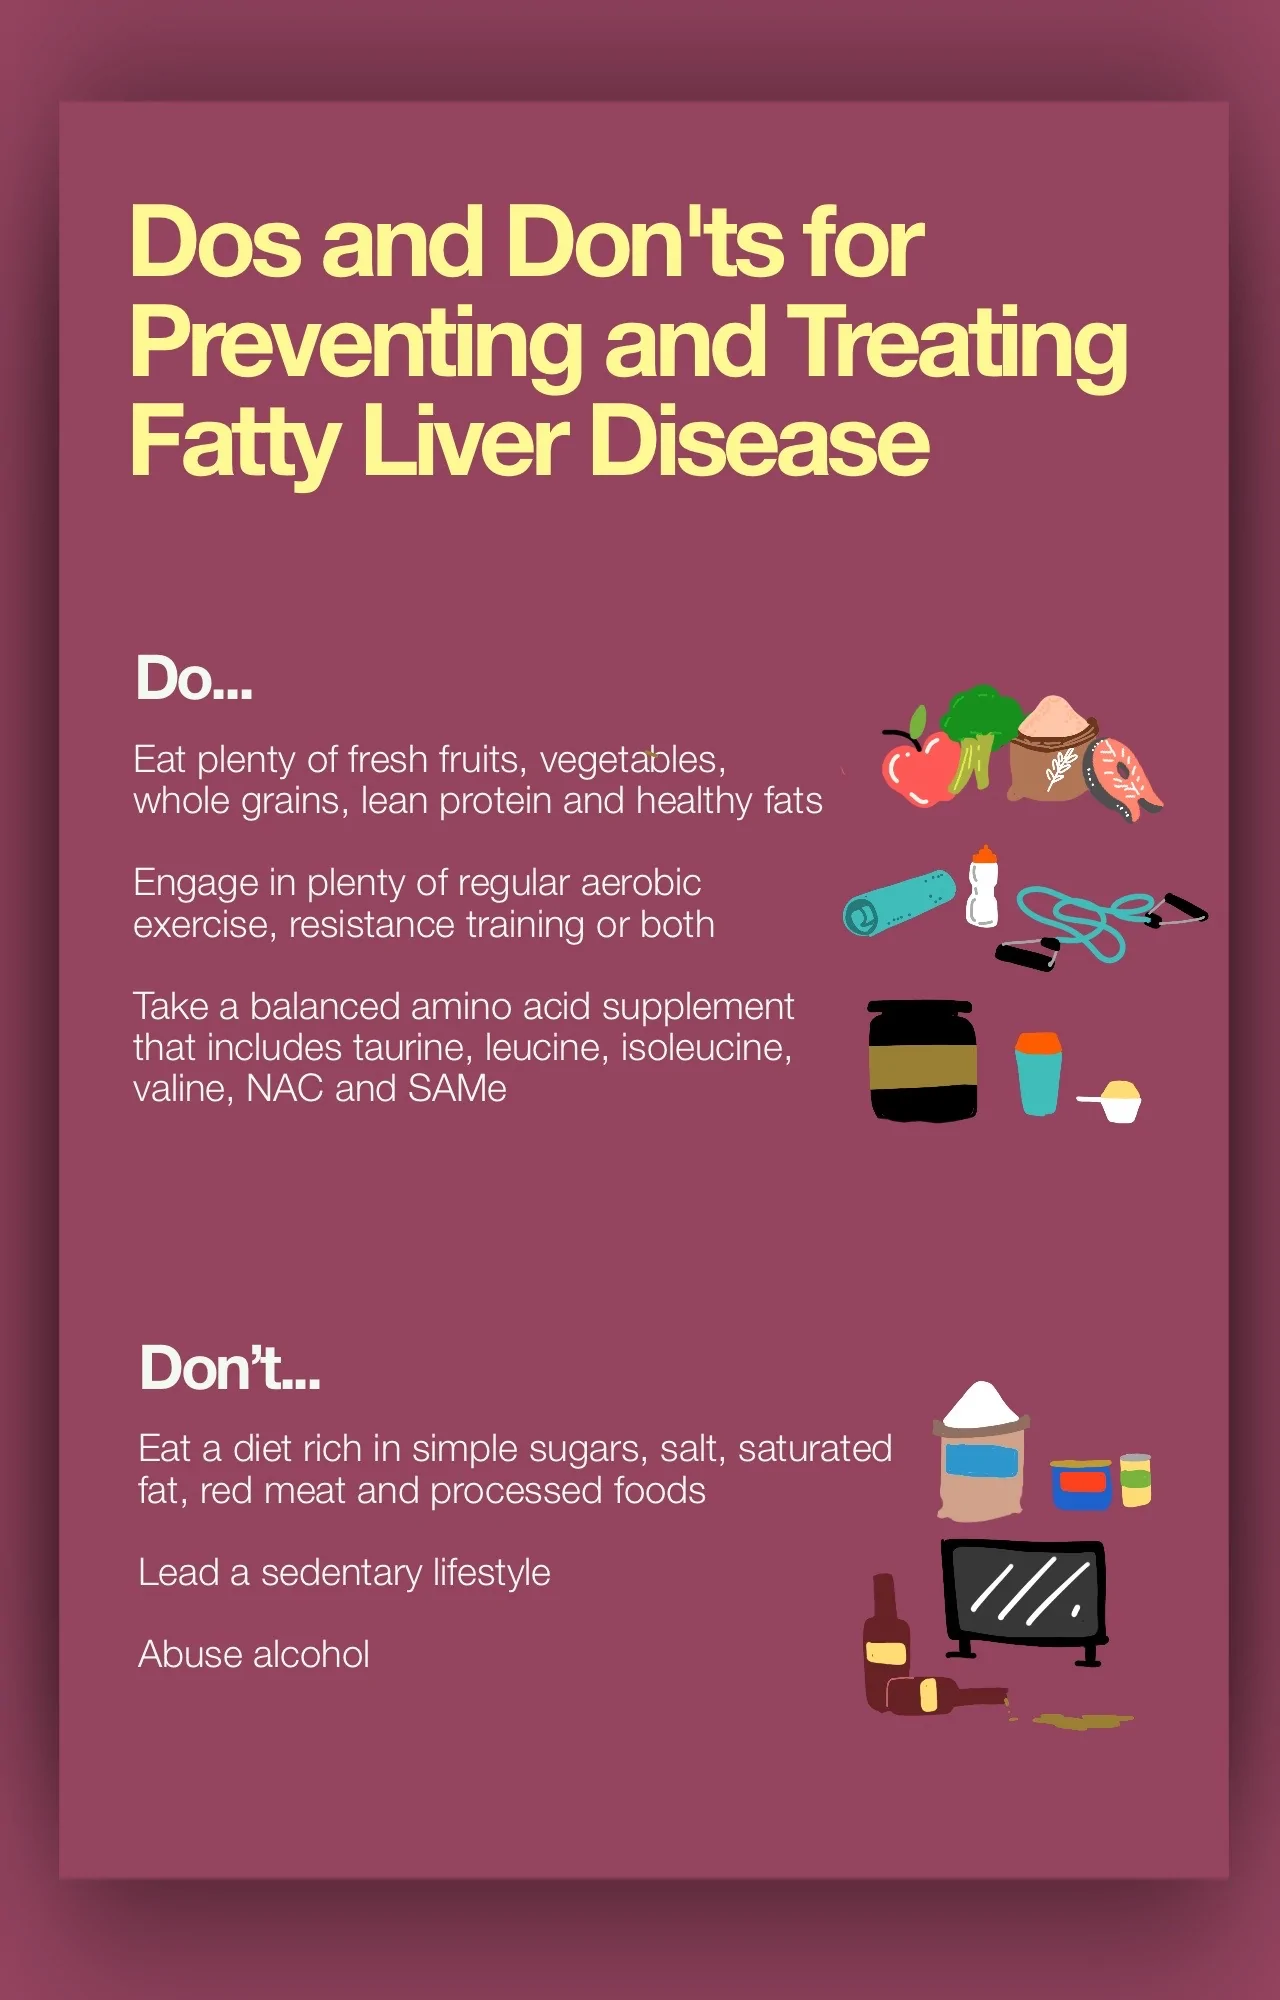 Dos and Don'ts for
Preventing and Treating
Fatty Liver Disease
Do...
Eat plenty of fresh fruits, vegetables,
whole grains, lean protein and healthy fats
Engage in plenty of regular aerobic
exercise, resistance training or both
Take a balanced amino acid supplement
that includes taurine, leucine, isoleucine,
valine, NAC and SAMe
Don’t...
Eat a diet rich in simple sugars, salt, saturated
fat, red meat and processed foods
Lead a sedentary lifestyle
Abuse alcohol